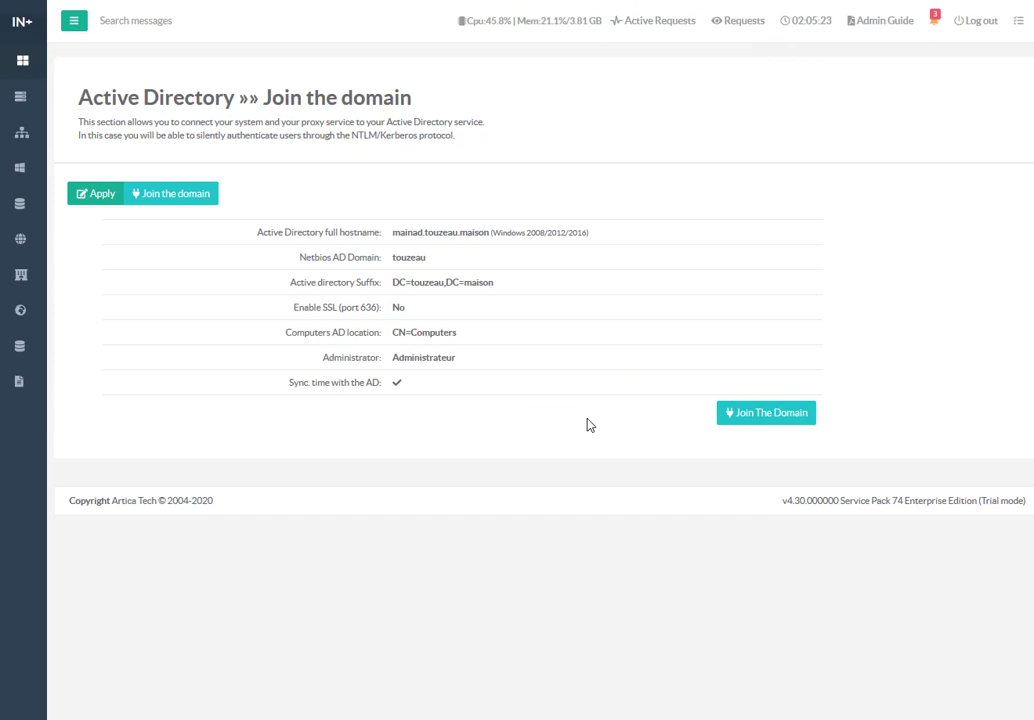 IN+
Search messages
Cpu:45.8% | Mem:21.1%/3.81 GB
Active Requests
Requests
02:05:23
Admin Guide
3
Log out
Active Directory »» Join the domain
This section allows you to connect your system and your proxy service to your Active Directory service.
In this case you will be able to silently authenticate users through the NTLM/Kerberos protocol.
Apply
Join the domain
Active Directory full hostname: mainad.touzeau.maison (Windows 2008/2012/2016)
Netbios AD Domain: touzeau
Active directory Suffix: DC=touzeau,DC=maison
Enable SSL (port 636): No
Computers AD location: CN=Computers
Administrator: Administrateur
Sync. time with the AD: ✔
Join The Domain
Copyright Artica Tech © 2004-2020
v4.30.000000 Service Pack 74 Enterprise Edition (Trial mode)